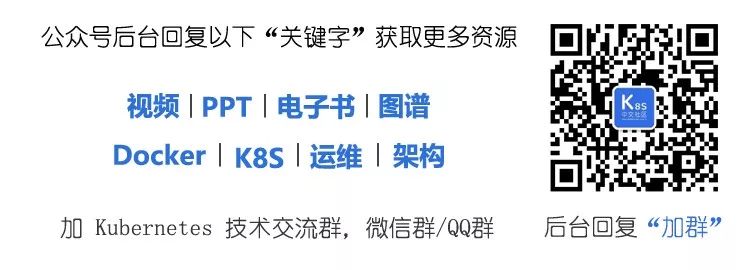 公众号后台回复以下“关键字”获取更多资源
视频 | PPT | 电子书 | 图谱
Docker | K8S | 运维 | 架构
加 Kubernetes 技术交流群，微信群/QQ群
K8S
中文社区
后台回复“加群”